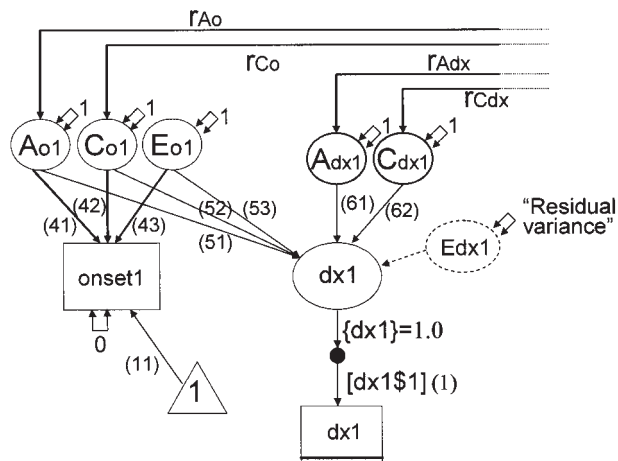 rAo
rCo
rAdx
rCdx
1 1 1 1 1
Ao1 Co1 Eo1 Adx1 Cdx1
(41) (42) (43) (51) (52) (53) (61) (62)
"Residual
variance"
Edx1
onset1
dx1
0
{dx1}=1.0
(11)
1
[dx1$1] (1)
dx1